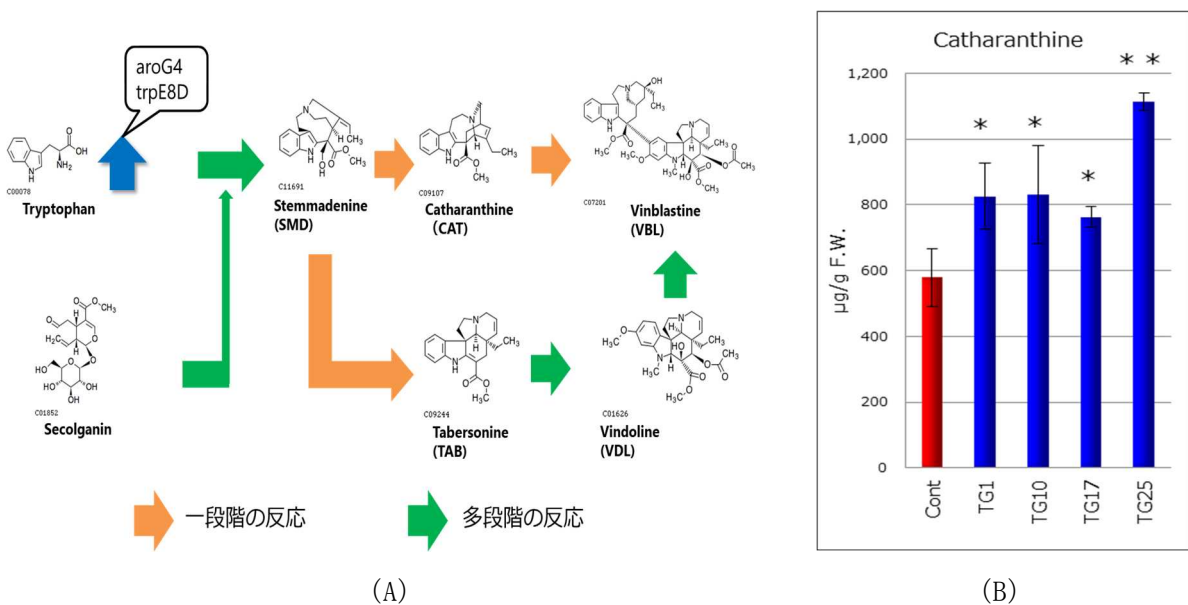 aroG4
trpE8D
C00078
Tryptophan
C01852
Secolganin
C11691
Stemmadenine
(SMD)
C09107
Catharanthine
(CAT)
C07201
Vinblastine
(VBL)
C09244
Tabersonine
(TAB)
C01626
Vindoline
(VDL)
一段階の反応
多段階の反応
(A)
Catharanthine
μg/g F.W.
1,200
1,000
800
600
400
200
0
* * * * *
Cont
TG1
TG10
TG17
TG25
(B)